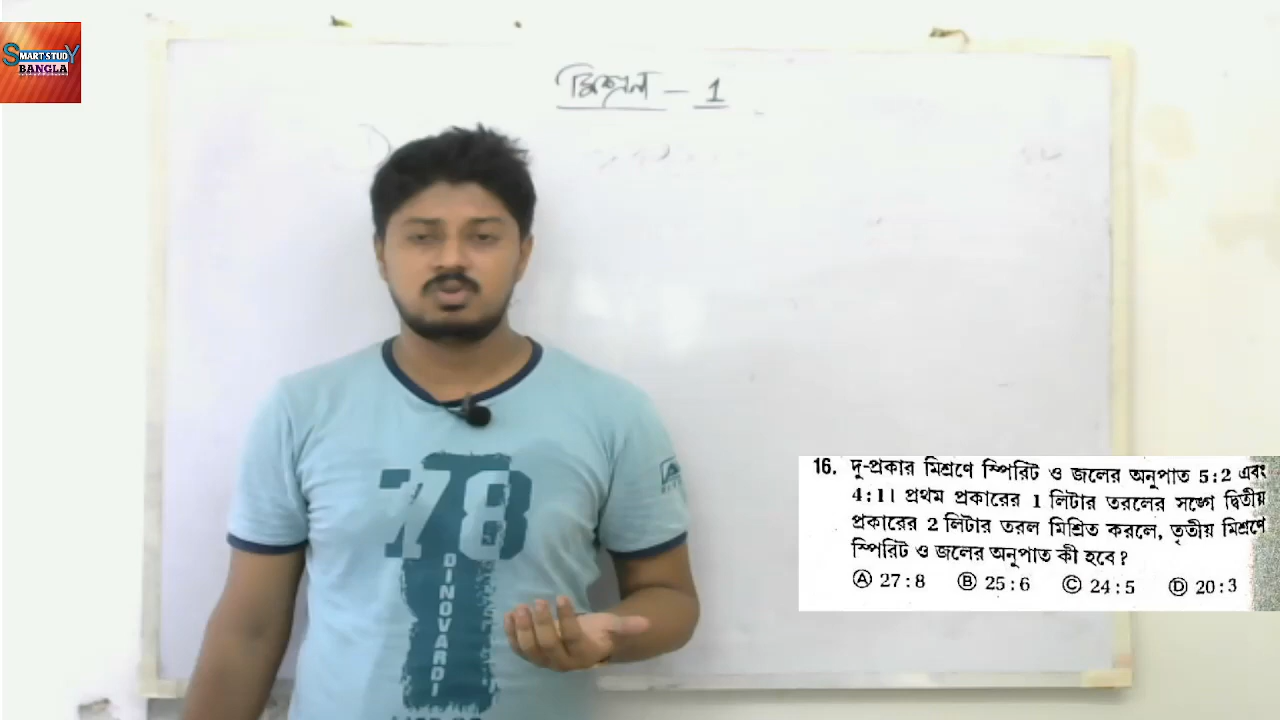 SMART STUDY
BANGLA
মিশ্রণ - 1
78
DINOVARDI
16. দু-প্রকার মিশ্রণে স্পিরিট ও জলের অনুপাত 5:2 এবং
4:1। প্রথম প্রকারের 1 লিটার তরলের সঙ্গে দ্বিতীয়
প্রকারের 2 লিটার তরল মিশ্রিত করলে, তৃতীয় মিশ্রণে
স্পিরিট ও জলের অনুপাত কী হবে?
Ⓐ 27:8 Ⓑ 25:6 Ⓒ 24:5 Ⓓ 20:3